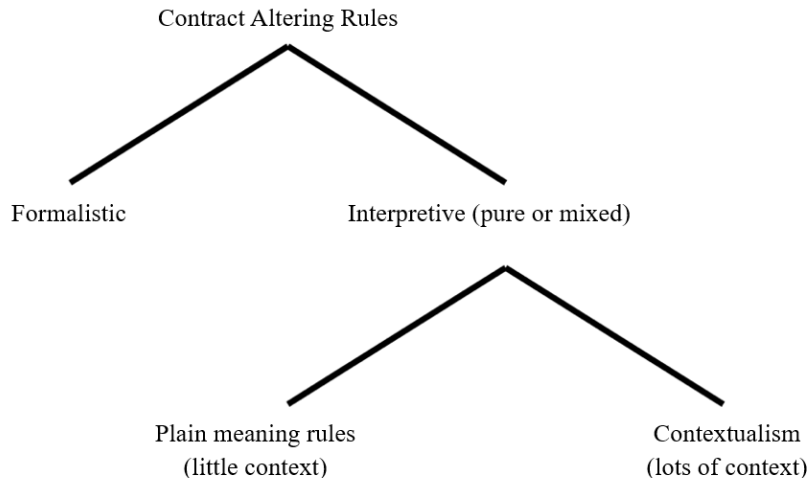 Contract Altering Rules
Formalistic
Interpretive (pure or mixed)
Plain meaning rules
(little context)
Contextualism
(lots of context)